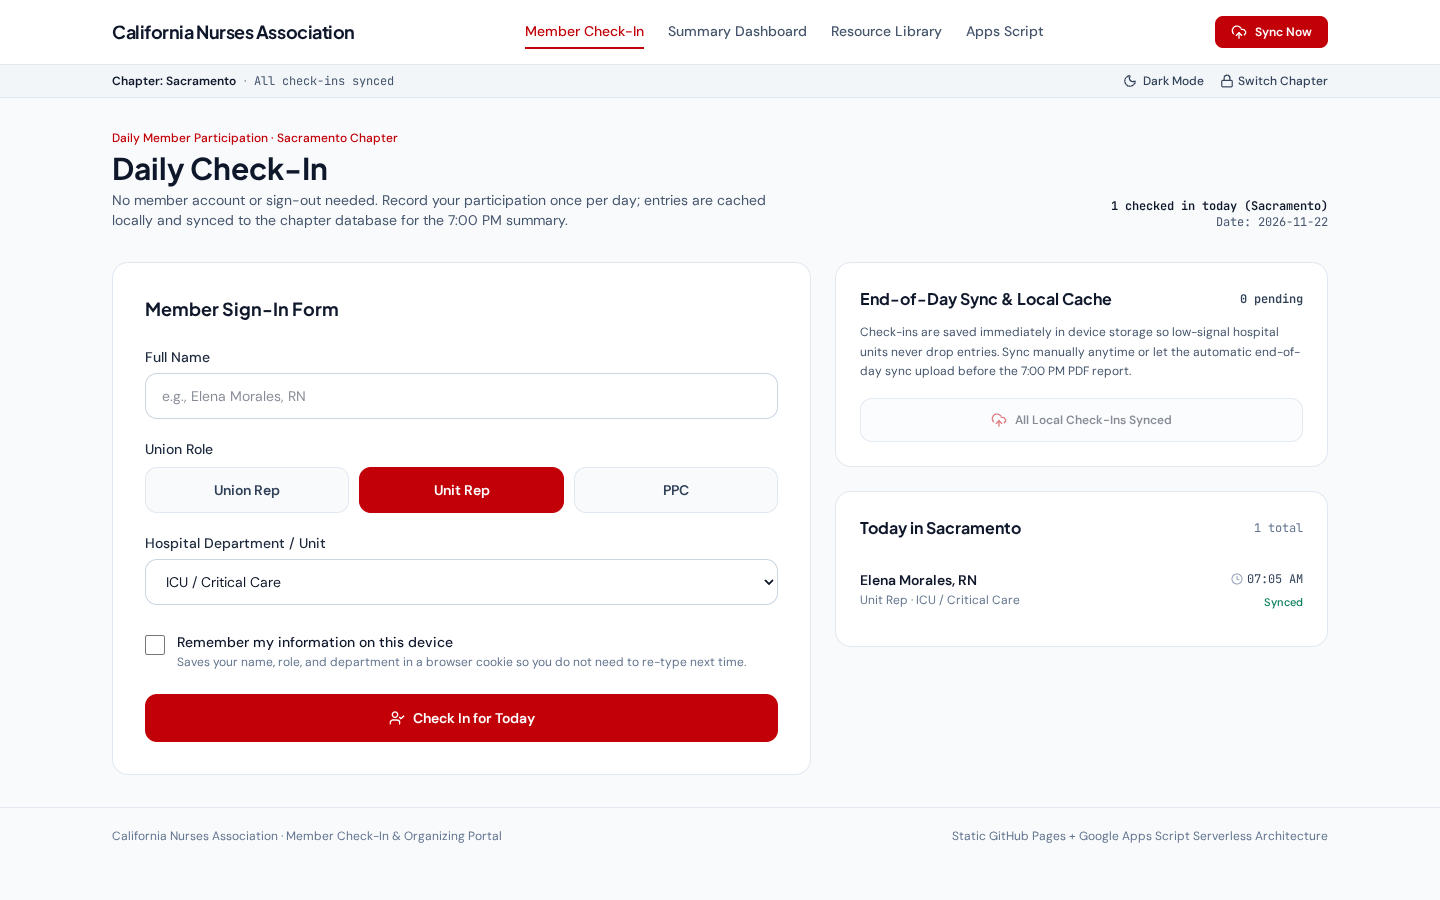 California Nurses Association
Member Check-In
Summary Dashboard
Resource Library
Apps Script
Sync Now
Chapter: Sacramento · All check-ins synced
Dark Mode
Switch Chapter
Daily Member Participation · Sacramento Chapter
Daily Check-In
No member account or sign-out needed. Record your participation once per day; entries are cached
locally and synced to the chapter database for the 7:00 PM summary.
1 checked in today (Sacramento)
Date: 2026-11-22
Member Sign-In Form
Full Name
e.g., Elena Morales, RN
Union Role
Union Rep
Unit Rep
PPC
Hospital Department / Unit
ICU / Critical Care
Remember my information on this device
Saves your name, role, and department in a browser cookie so you do not need to re-type next time.
Check In for Today
End-of-Day Sync & Local Cache
0 pending
Check-ins are saved immediately in device storage so low-signal hospital
units never drop entries. Sync manually anytime or let the automatic end-of-
day sync upload before the 7:00 PM PDF report.
All Local Check-Ins Synced
Today in Sacramento
1 total
Elena Morales, RN
07:05 AM
Unit Rep · ICU / Critical Care
Synced
California Nurses Association · Member Check-In & Organizing Portal
Static GitHub Pages + Google Apps Script Serverless Architecture